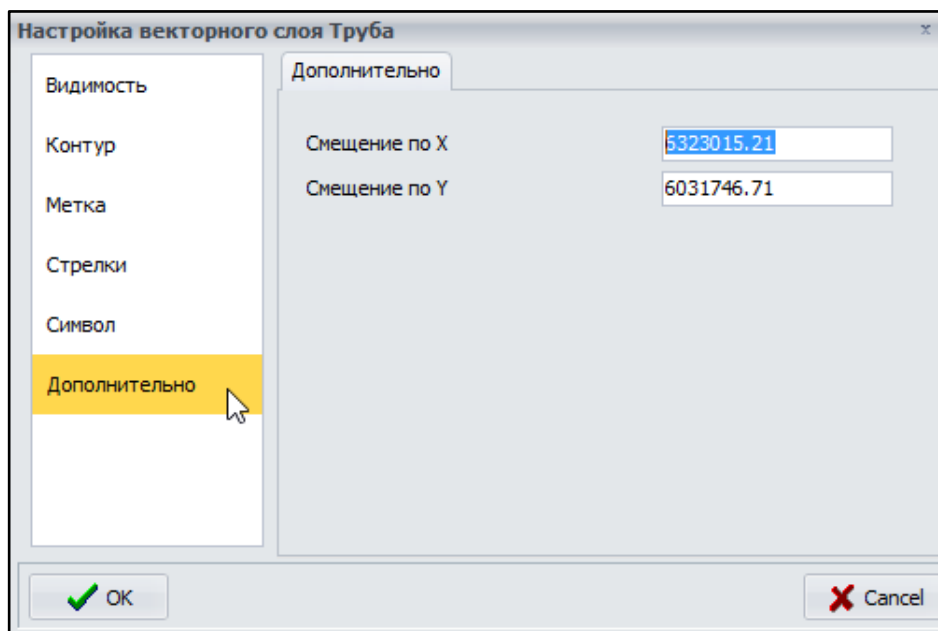 Настройка векторного слоя Труба
x
Видимость
Контур
Метка
Стрелки
Символ
Дополнительно
Дополнительно
Смещение по X
6323015.21
Смещение по Y
6031746.71
OK
Cancel